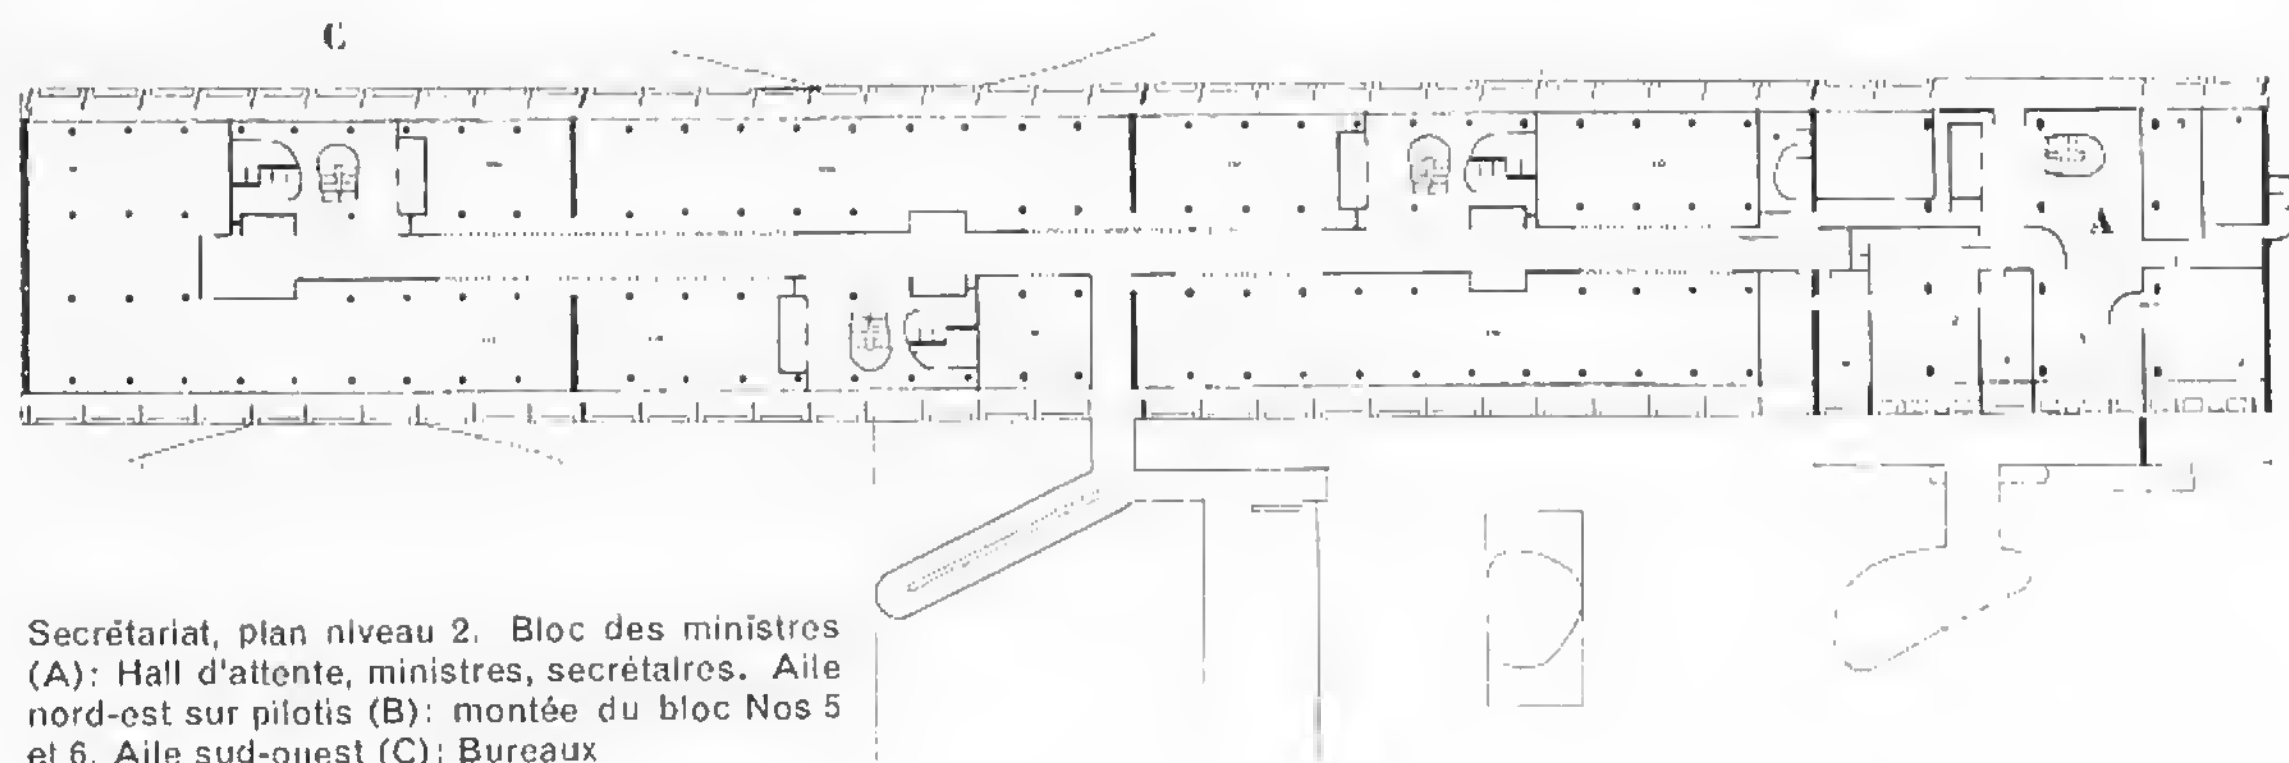 C
A
Secrétariat, plan niveau 2. Bloc des ministres
(A): Hall d'attente, ministres, secrétaires. Aile
nord-est sur pilotis (B): montée du bloc Nos 5
et 6. Aile sud-ouest (C): Bureaux